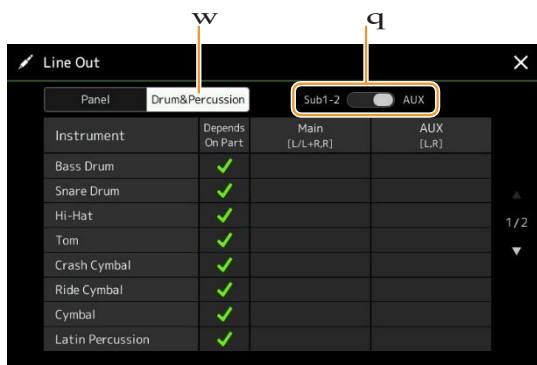 w q
Line Out
Panel Drum&Percussion Sub1-2 AUX
Instrument Depends On Part Main [L/L+R,R] AUX [L,R]
Bass Drum
Snare Drum
Hi-Hat
1/2
Tom
Crash Cymbal
Ride Cymbal
Cymbal
Latin Percussion